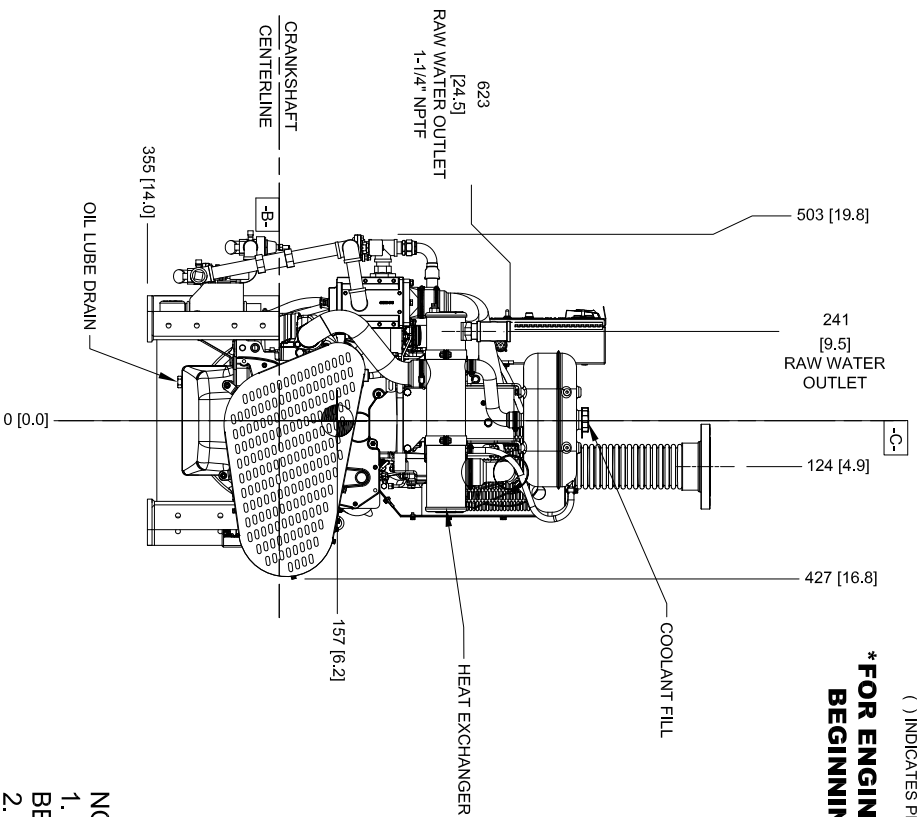 623
[24.5]
RAW WATER OUTLET
1-1/4" NPTF
CRANKSHAFT
CENTERLINE
-B-
355 [14.0]
OIL LUBE DRAIN
0 [0.0]
503 [19.8]
241
[9.5]
RAW WATER
OUTLET
-C-
124 [4.9]
427 [16.8]
157 [6.2]
COOLANT FILL
HEAT EXCHANGER
( ) INDICATES
*FOR ENGIN
BEGINNIN
1.
2.